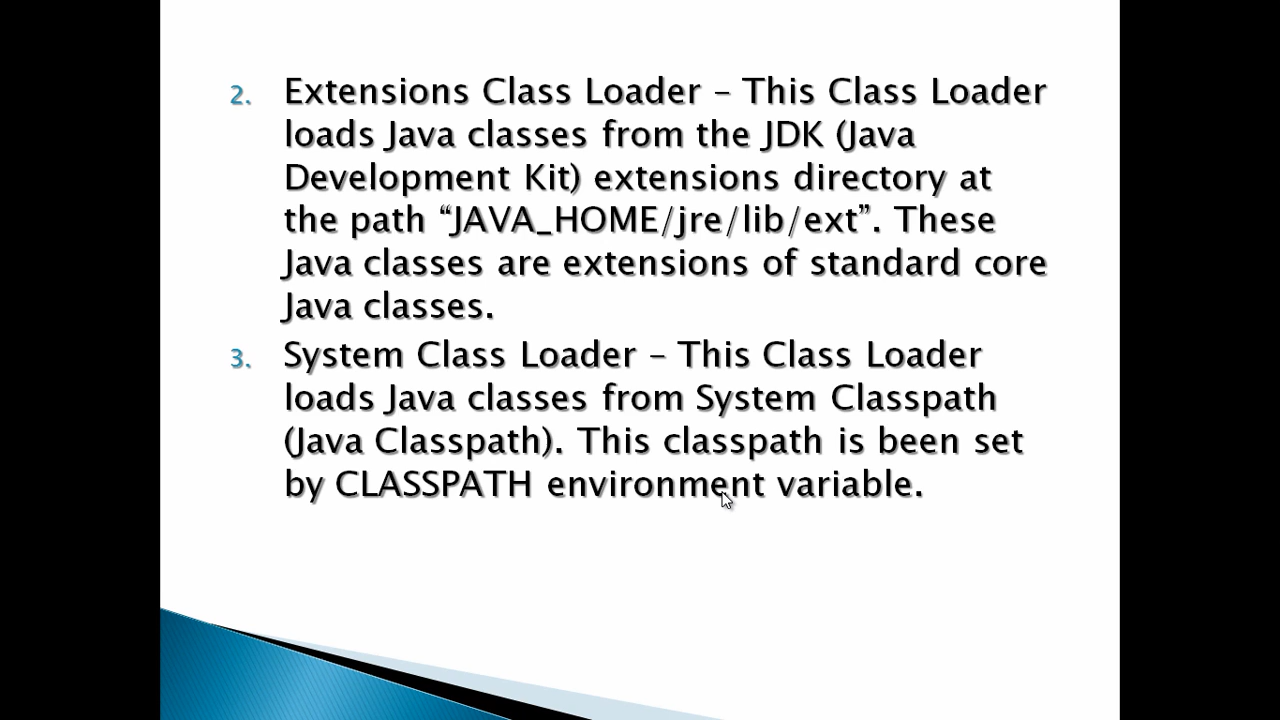 2. Extensions Class Loader – This Class Loader
loads Java classes from the JDK (Java
Development Kit) extensions directory at
the path “JAVA_HOME/jre/lib/ext”. These
Java classes are extensions of standard core
Java classes.
3. System Class Loader – This Class Loader
loads Java classes from System Classpath
(Java Classpath). This classpath is been set
by CLASSPATH environment variable.